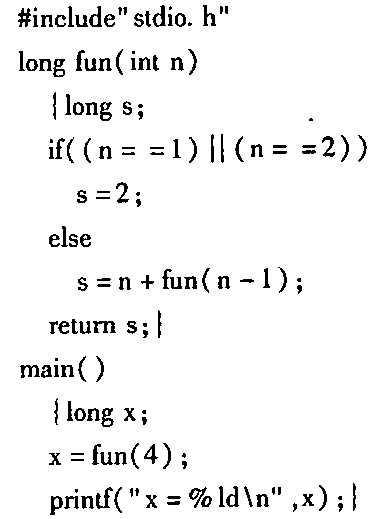 #include"stdio. h"
long fun( int n)
{long s;
if( ( n = =1) || ( n = =2) )
s =2;
else
s = n + fun( n - 1) ;
return s;}
main( )
{long x;
x = fun(4) ;
printf( "x = % ld\n" ,x) ;}